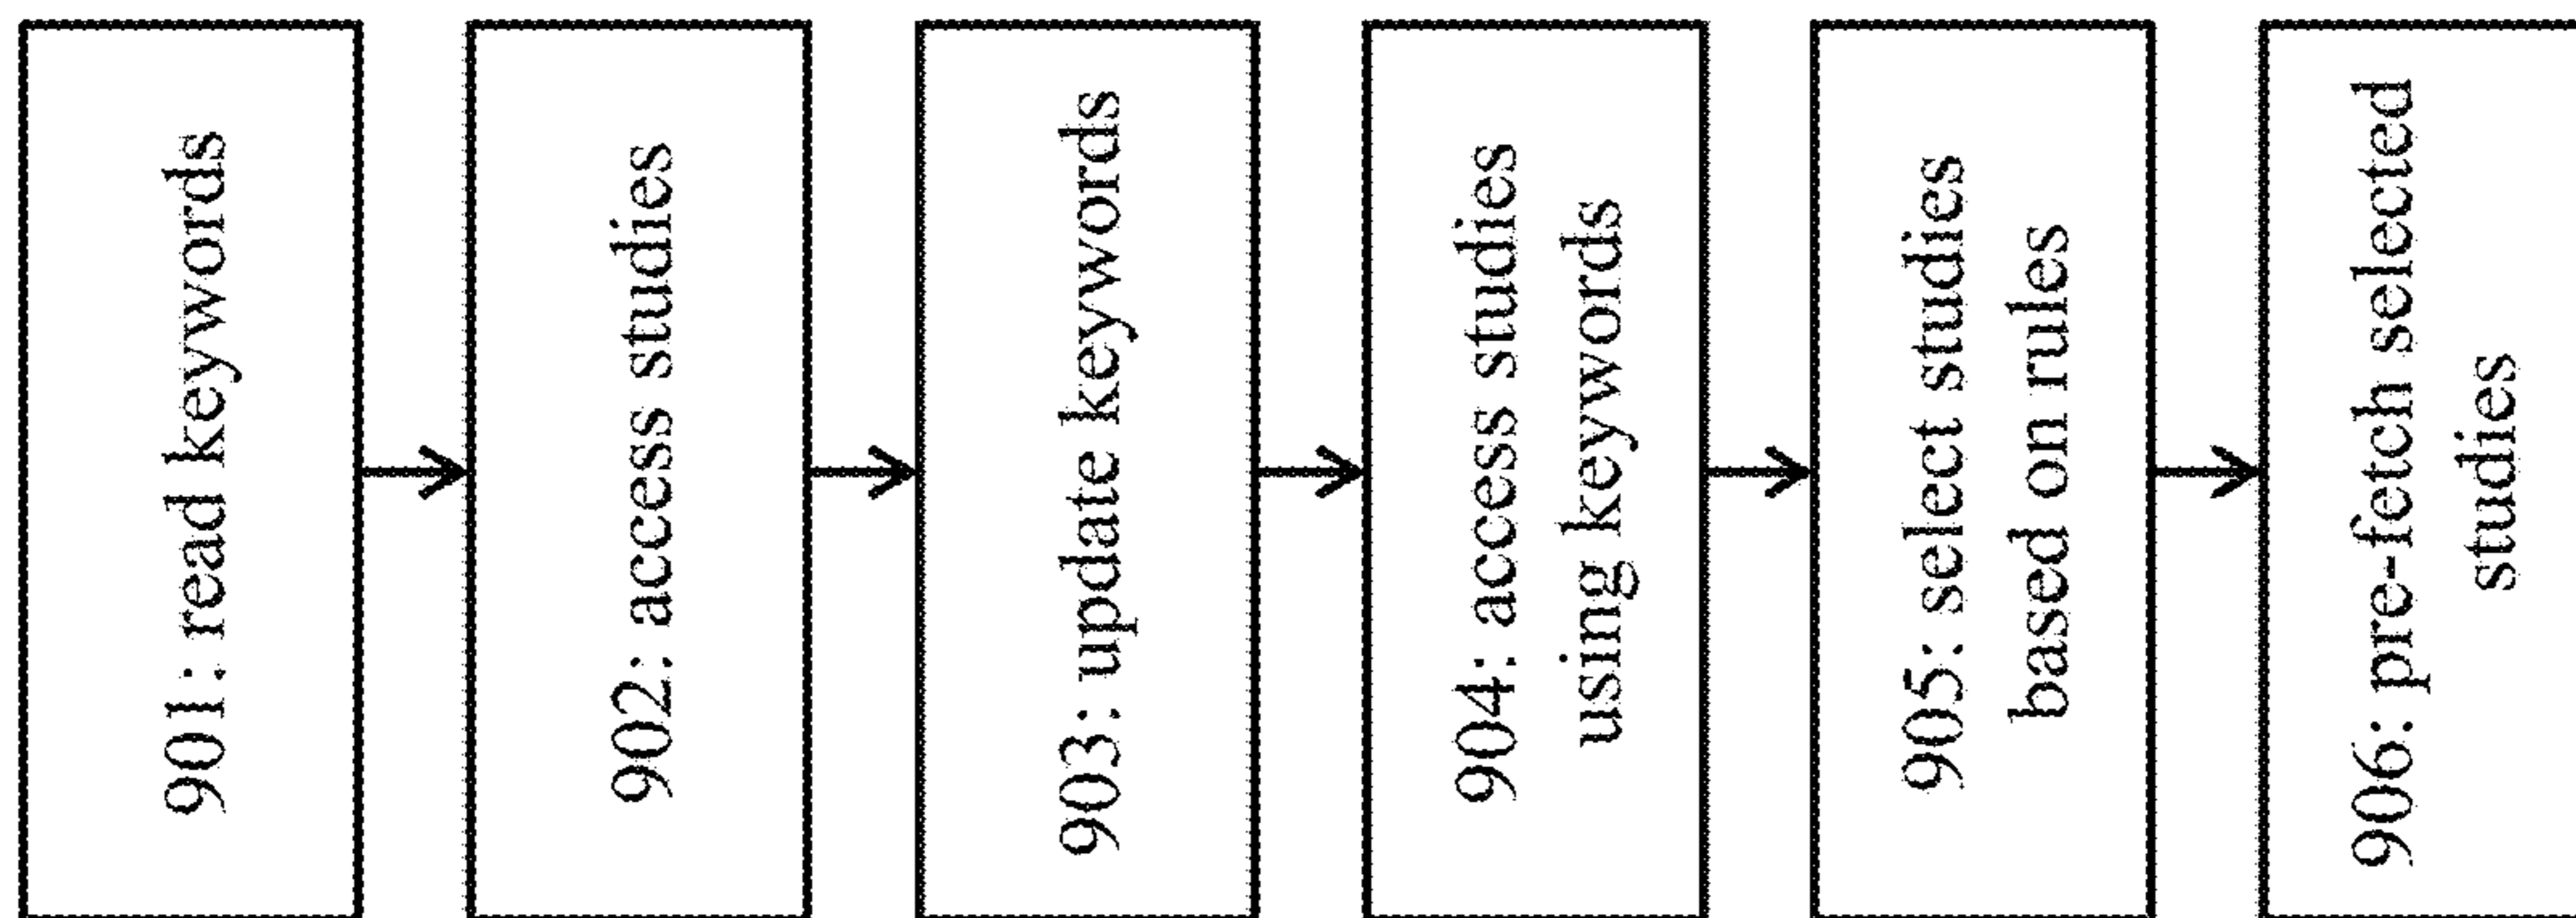 901: read keywords
902: access studies
903: update keywords
904: access studies
using keywords
905: select studies
based on rules
906: pre-fetch selected
studies